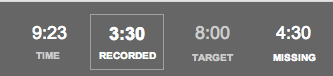 9:23 3:30 8:00 4:30
TIME RECORDED TARGET MISSING